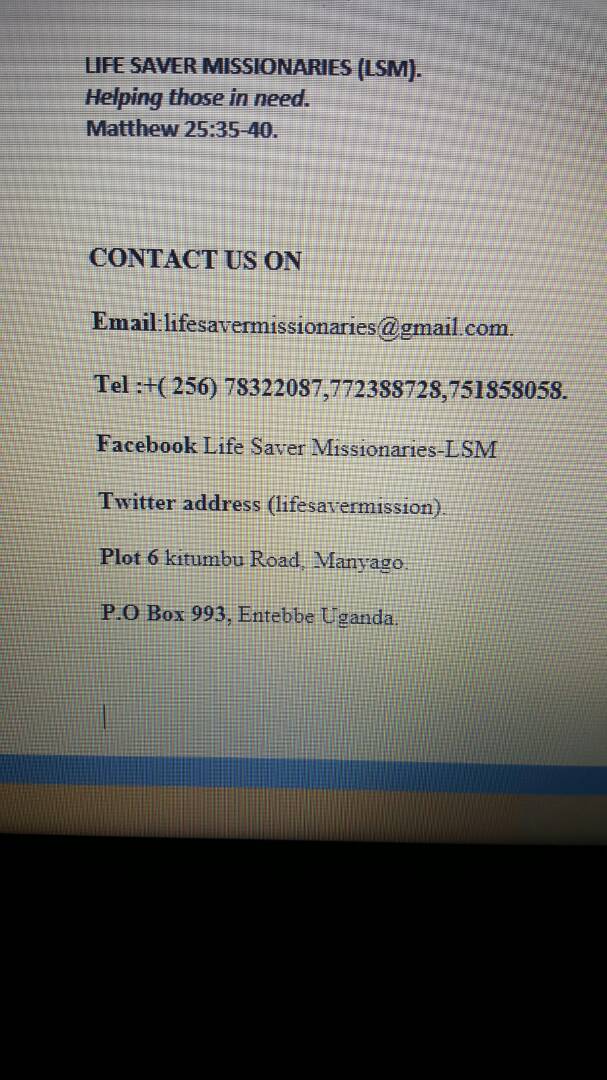 LIFE SAVER MISSIONARIES (LSM).
Helping those in need.
Matthew 25:35-40.
CONTACT US ON
Email:lifesavermissionaries@gmail.com.
Tel :+( 256) 78322087,772388728,751858058.
Facebook Life Saver Missionaries-LSM
Twitter address (lifesavermission).
Plot 6 kitumbu Road, Manyago.
P.O Box 993, Entebbe Uganda.